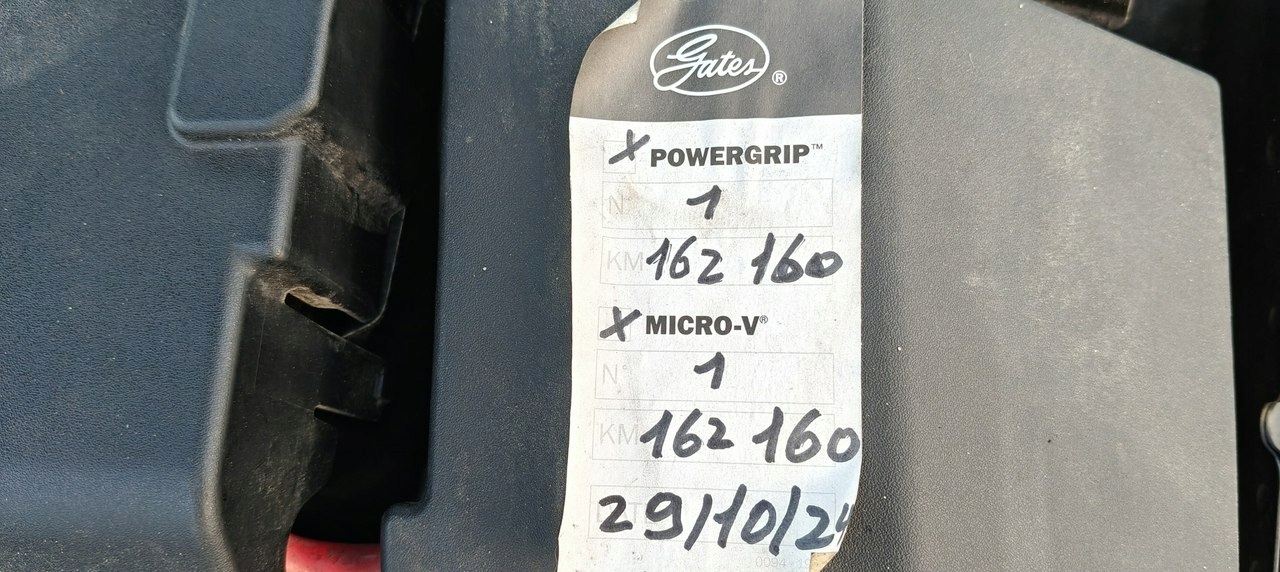 Gates®
X POWERGRIP™
N° 1
KM 162 160
X MICRO-V®
N° 1
KM 162 160
29/10/24